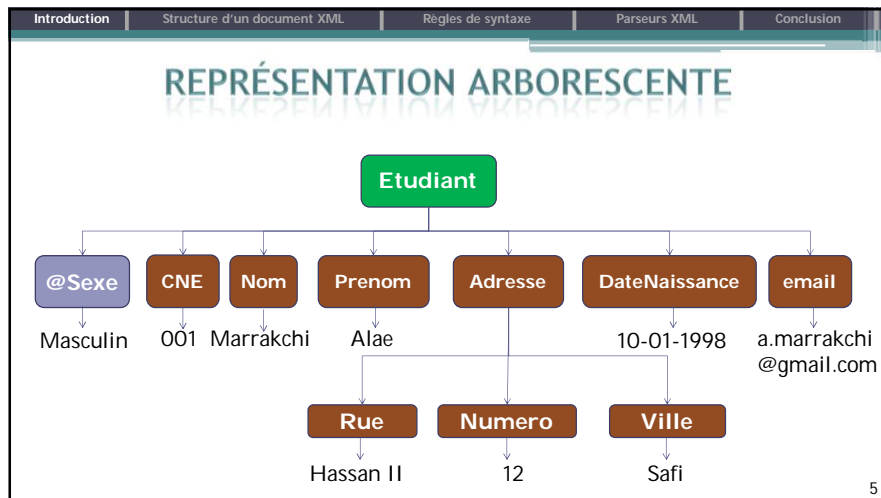 Introduction Structure d'un document XML Règles de syntaxe Parseurs XML Conclusion
REPRÉSENTATION ARBORESCENTE
Etudiant
@Sexe CNE Nom Prenom Adresse DateNaissance email
Masculin 001 Marrakchi Alae 10-01-1998 a.marrakchi
@gmail.com
Rue Numero Ville
Hassan II 12 Safi
5